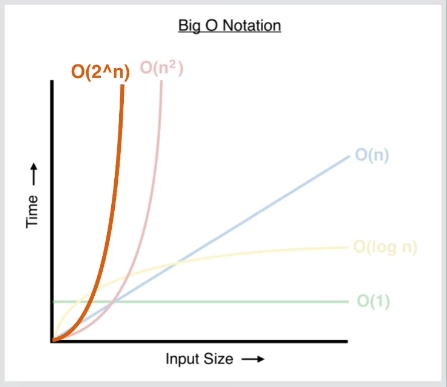 Big O Notation
O(2^n)
O(n²)
O(n)
O(log n)
O(1)
Time
Input Size